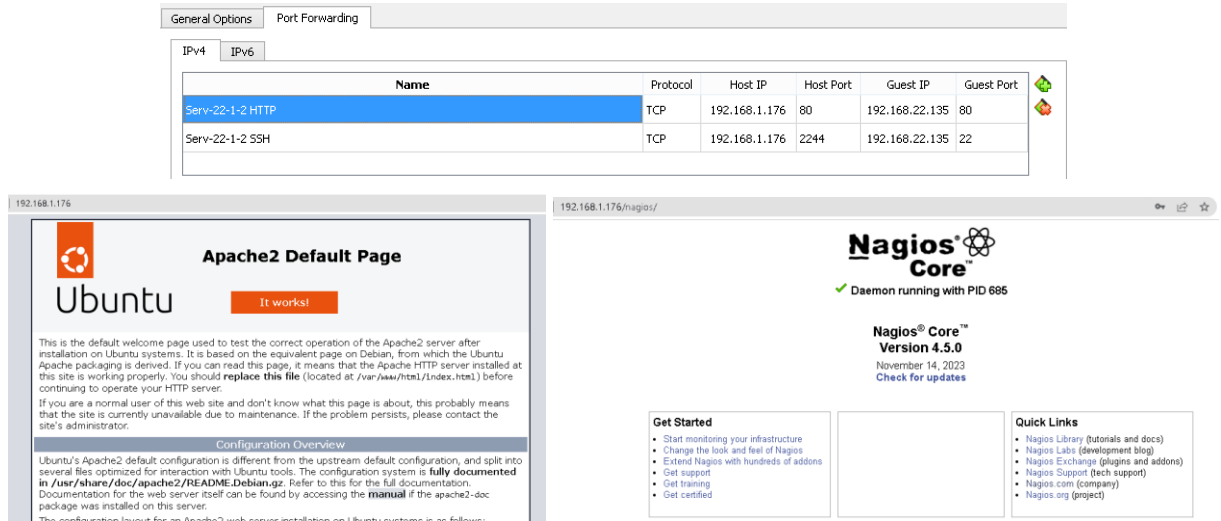 General Options Port Forwarding
IPv4 IPv6
Name Protocol Host IP Host Port Guest IP Guest Port
Serv-22-1-2 HTTP TCP 192.168.1.176 80 192.168.22.135 80
Serv-22-1-2 SSH TCP 192.168.1.176 2244 192.168.22.135 22
192.168.1.176
Apache2 Default Page
Ubuntu
It works!
This is the default welcome page used to test the correct operation of the Apache2 server after
installation on Ubuntu systems. It is based on the equivalent page on Debian, from which the Ubuntu
Apache packaging is derived. If you can read this page, it means that the Apache HTTP server installed at
this site is working properly. You should replace this file (located at /var/www/html/index.html) before
continuing to operate your HTTP server.
If you are a normal user of this web site and don't know what this page is about, this probably means
that the site is currently unavailable due to maintenance. If the problem persists, please contact the
site's administrator.
Configuration Overview
Ubuntu's Apache2 default configuration is different from the upstream default configuration, and split into
several files optimized for interaction with Ubuntu tools. The configuration system is fully documented
in /usr/share/doc/apache2/README.Debian.gz. Refer to this for the full documentation.
Documentation for the web server itself can be found by accessing the manual if the apache2-doc
package was installed on this server.
The configuration layout for an Apache2 web server installation on Ubuntu systems is as follows:
192.168.1.176/nagios/
Nagios®
Core™
Daemon running with PID 685
Nagios® Core™
Version 4.5.0
November 14, 2023
Check for updates
Get Started
• Start monitoring your infrastructure
• Change the look and feel of Nagios
• Extend Nagios with hundreds of addons
• Get support
• Get training
• Get certified
Quick Links
• Nagios Library (tutorials and docs)
• Nagios Labs (development blog)
• Nagios Exchange (plugins and addons)
• Nagios Support (tech support)
• Nagios.com (company)
• Nagios.org (project)